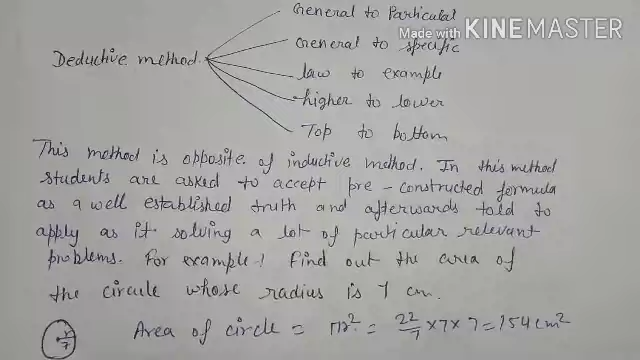 General to Particular
Made with KINEMASTER
General to specific
Deductive method
law to example
higher to lower
Top to bottom
This method is opposite of inductive method. In this method
students are asked to accept pre-constructed formula
as a well established truth and afterwards told to
apply as it solving a lot of particular relevant
problems. For example! Find out the area of
the circule whose radius is 7 cm.
Area of circle = πr² = 22/7 ×7×7 = 154 cm²
r
7